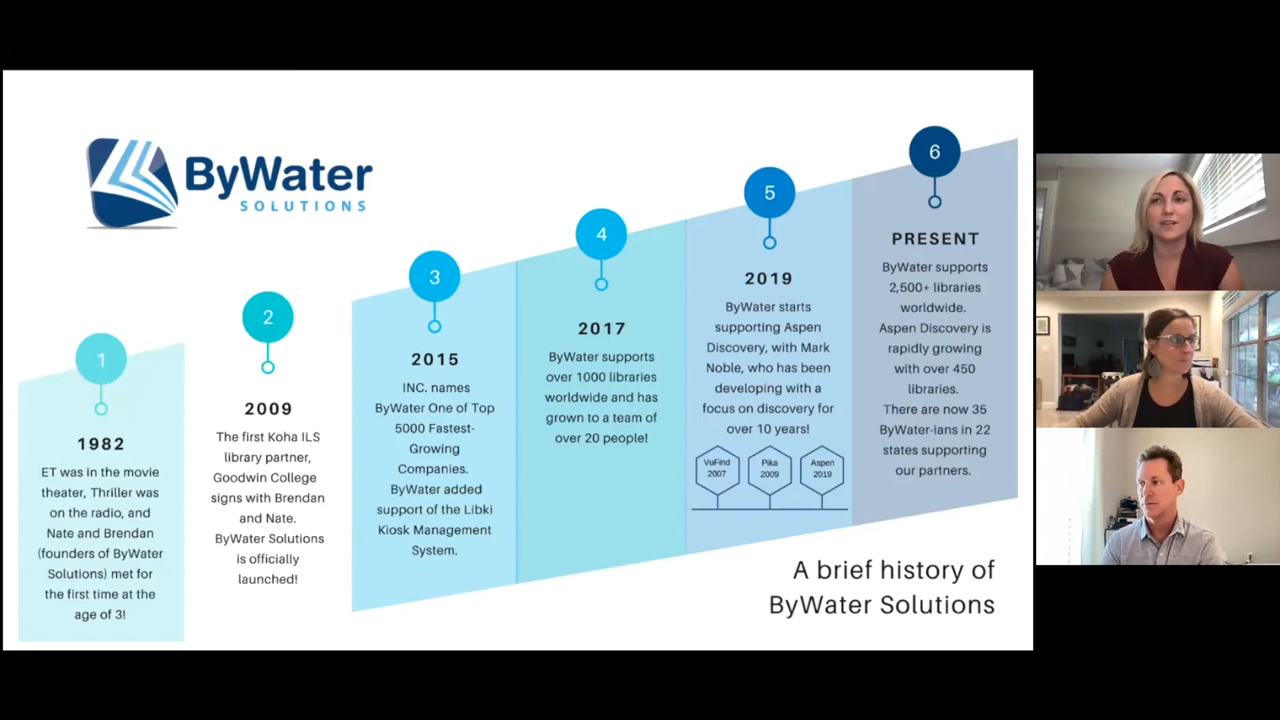 ByWater
SOLUTIONS
1
1982
ET was in the movie
theater, Thriller was
on the radio, and
Nate and Brendan
(founders of ByWater
Solutions) met for
the first time at the
age of 3!
2
2009
The first Koha ILS
library partner,
Goodwin College
signs with Brendan
and Nate.
ByWater Solutions
is officially
launched!
3
2015
INC. names
ByWater One of Top
5000 Fastest-
Growing
Companies.
ByWater added
support of the Libki
Kiosk Management
System.
4
2017
ByWater supports
over 1000 libraries
worldwide and has
grown to a team of
over 20 people!
5
2019
ByWater starts
supporting Aspen
Discovery, with Mark
Noble, who has been
developing with a
focus on discovery for
over 10 years!
VuFind
2007
Pika
2009
Aspen
2019
6
PRESENT
ByWater supports
2,500+ libraries
worldwide.
Aspen Discovery is
rapidly growing
with over 450
libraries.
There are now 35
ByWater-ians in 22
states supporting
our partners.
A brief history of
ByWater Solutions